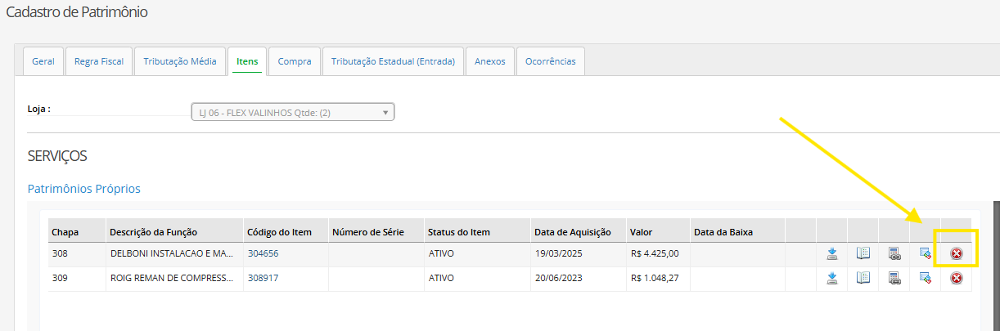 Cadastro de Patrimônio
Geral Regra Fiscal Tributação Média Itens Compra Tributação Estadual (Entrada) Anexos Ocorrências
Loja : LJ 06 - FLEX VALINHOS Qtde: (2)
SERVIÇOS
Patrimônios Próprios
Chapa Descrição da Função Código do Item Número de Série Status do Item Data de Aquisição Valor Data da Baixa
308 DELBONI INSTALACAO E MA... 304656 ATIVO 19/03/2025 R$ 4.425,00
309 ROIG REMAN DE COMPRESS... 308917 ATIVO 20/06/2023 R$ 1.048,27